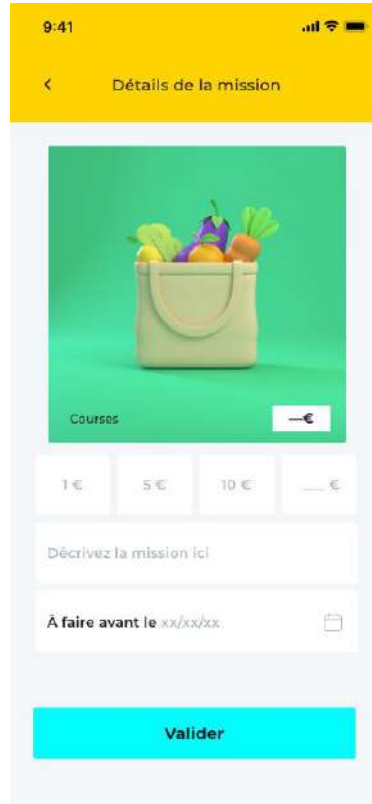 9:41
Détails de la mission
Courses —€
1 € 5 € 10 € ___ €
Décrivez la mission ici
À faire avant le xx/xx/xx
Valider